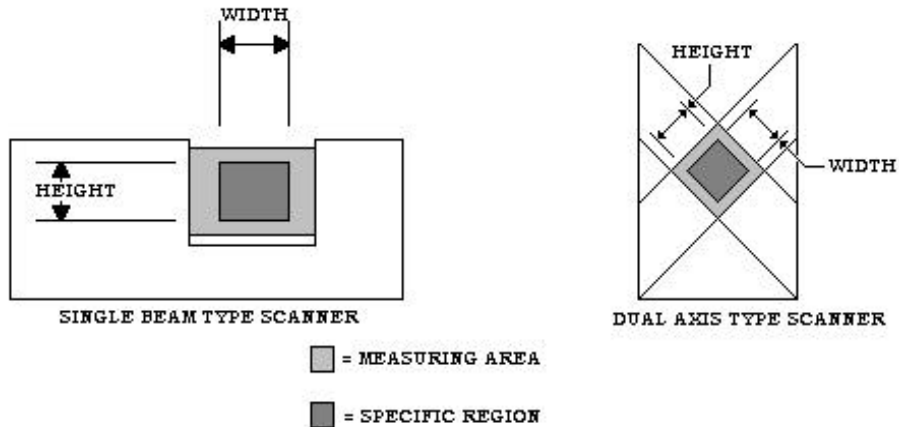 WIDTH
HEIGHT
HEIGHT
WIDTH
SINGLE BEAM TYPE SCANNER
DUAL AXIS TYPE SCANNER
= MEASURING AREA
= SPECIFIC REGION